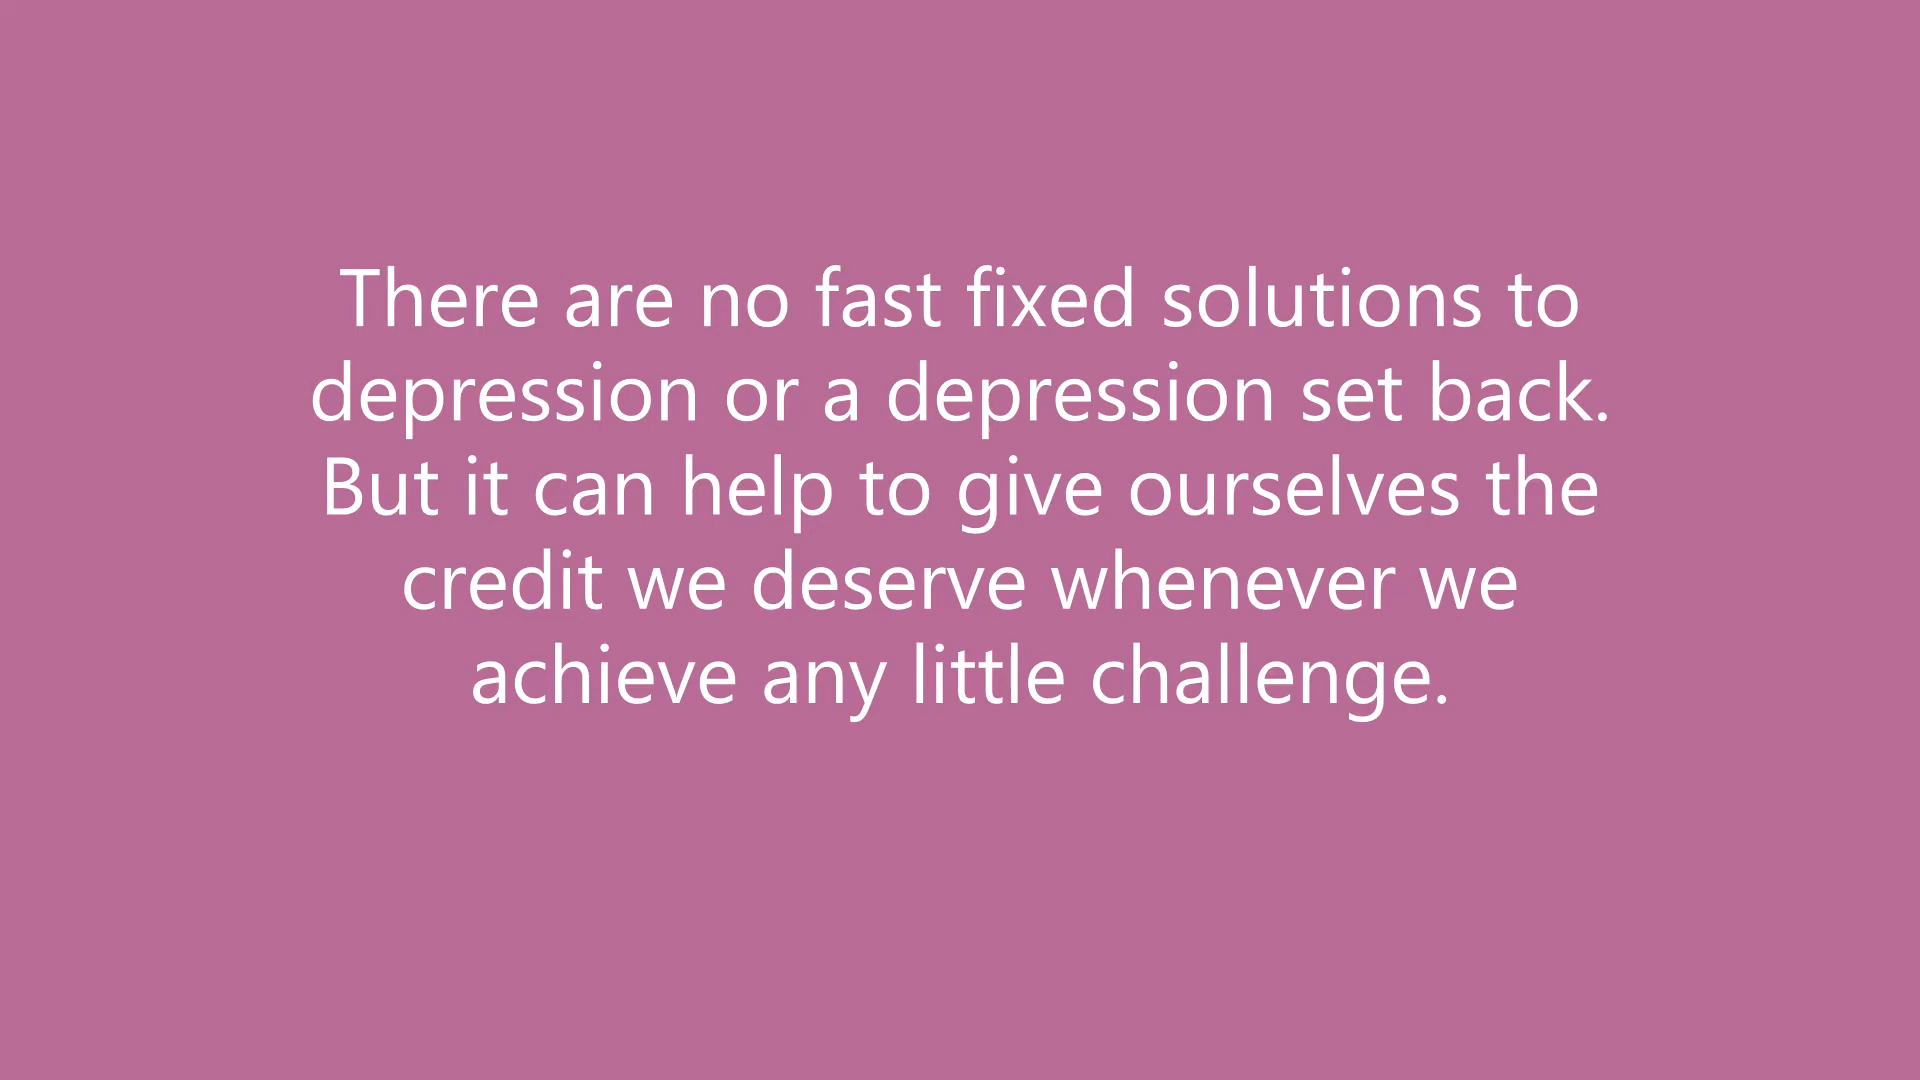 There are no fast fixed solutions to
depression or a depression set back.
But it can help to give ourselves the
credit we deserve whenever we
achieve any little challenge.